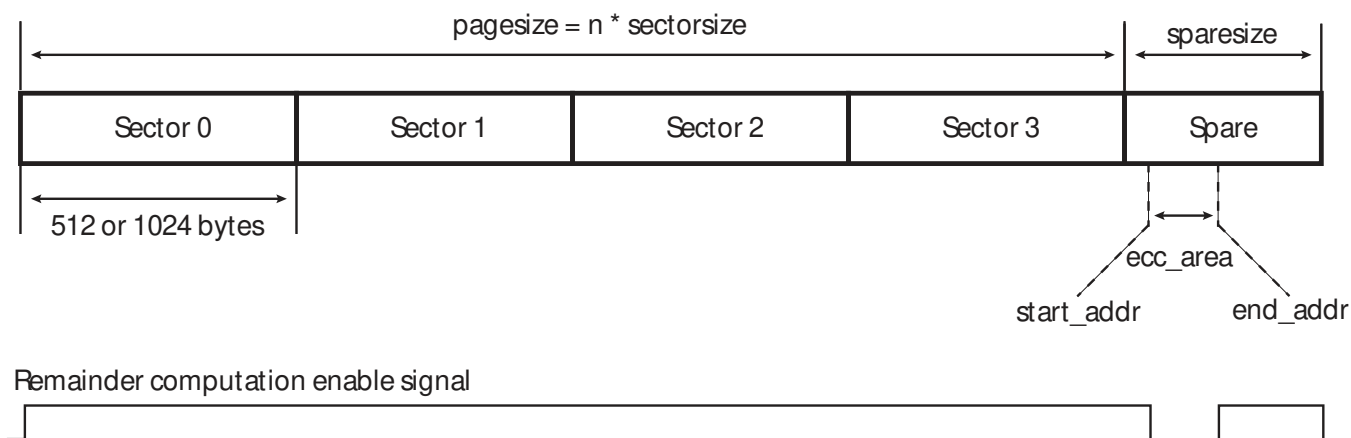 pagesize = n * sectorsize
sparesize
Sector 0 Sector 1 Sector 2 Sector 3 Spare
512 or 1024 bytes
ecc_area
start_addr end_addr
Remainder computation enable signal